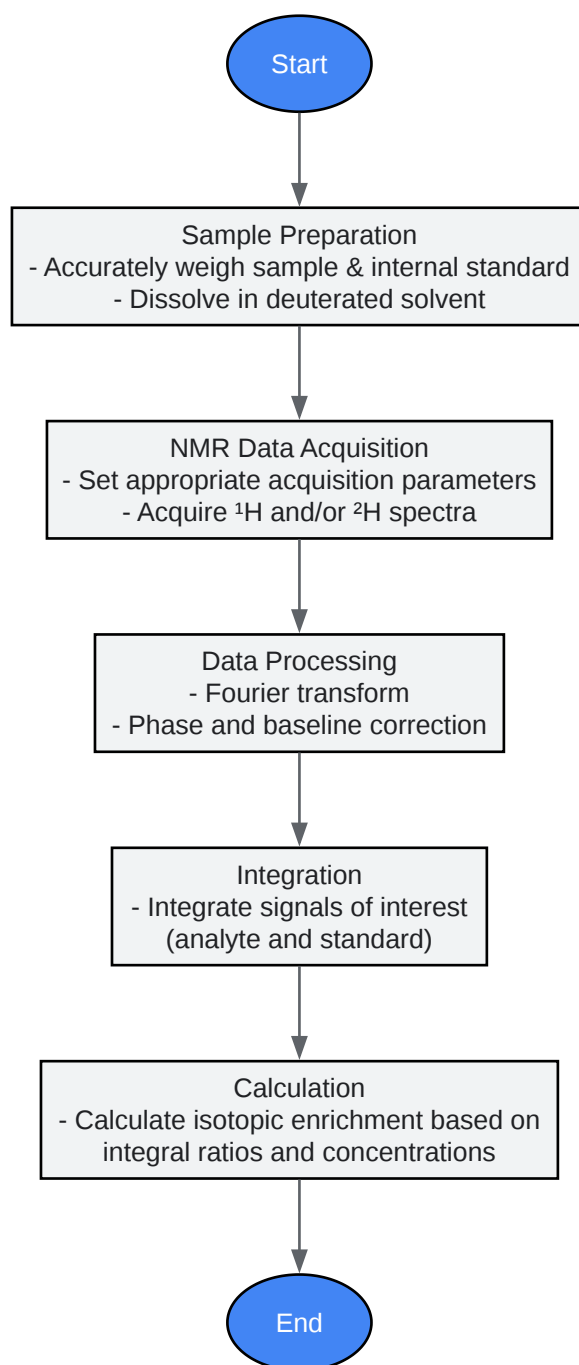 Start
Sample Preparation
- Accurately weigh sample & internal standard
- Dissolve in deuterated solvent
NMR Data Acquisition
- Set appropriate acquisition parameters
- Acquire ¹H and/or ²H spectra
Data Processing
- Fourier transform
- Phase and baseline correction
Integration
- Integrate signals of interest
(analyte and standard)
Calculation
- Calculate isotopic enrichment based on
integral ratios and concentrations
End